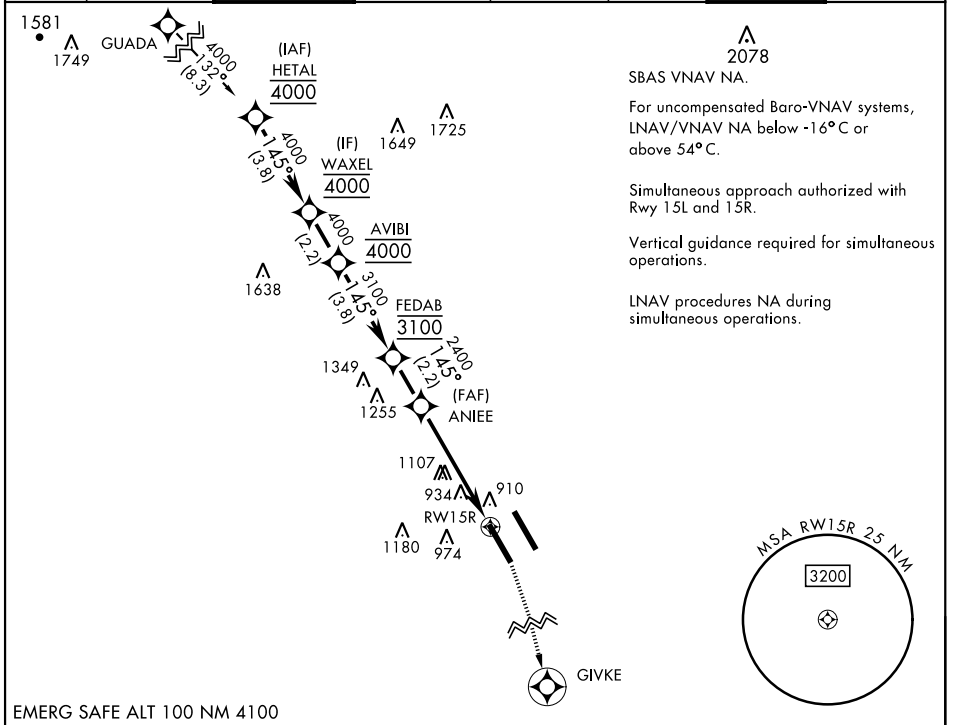 1581
1749
GUADA
4000
132°
(8.3)
(IAF)
HETAL
4000
4000
145°
(3.8)
(IF)
WAXEL
4000
1649
1725
4000
(2.2)
AVIBI
4000
1638
3100
145°
(3.8)
FEDAB
3100
2400
145°
(2.2)
1349
1255
(FAF)
ANIEE
1107
934
910
RW15R
1180
974
GIVKE
2078
SBAS VNAV NA.
For uncompensated Baro-VNAV systems,
LNAV/VNAV NA below -16°C or
above 54°C.
Simultaneous approach authorized with
Rwy 15L and 15R.
Vertical guidance required for simultaneous
operations.
LNAV procedures NA during
simultaneous operations.
MSA RW15R 25 NM
3200
EMERG SAFE ALT 100 NM 4100